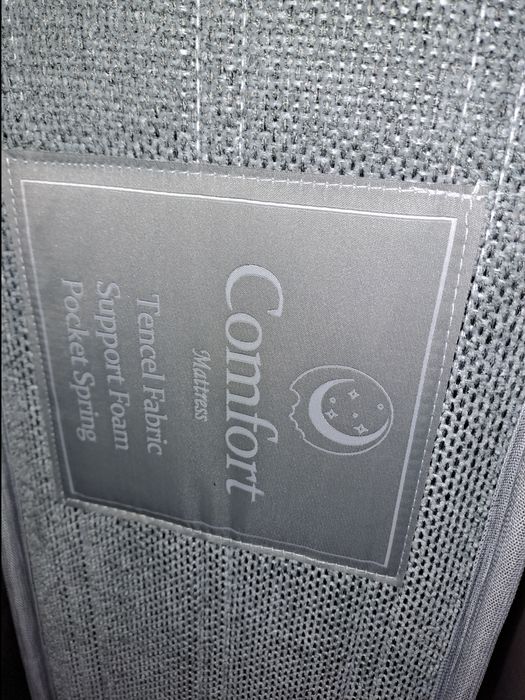 Comfort
Mattress
Tencel Fabric
Support Foam
Pocket Spring